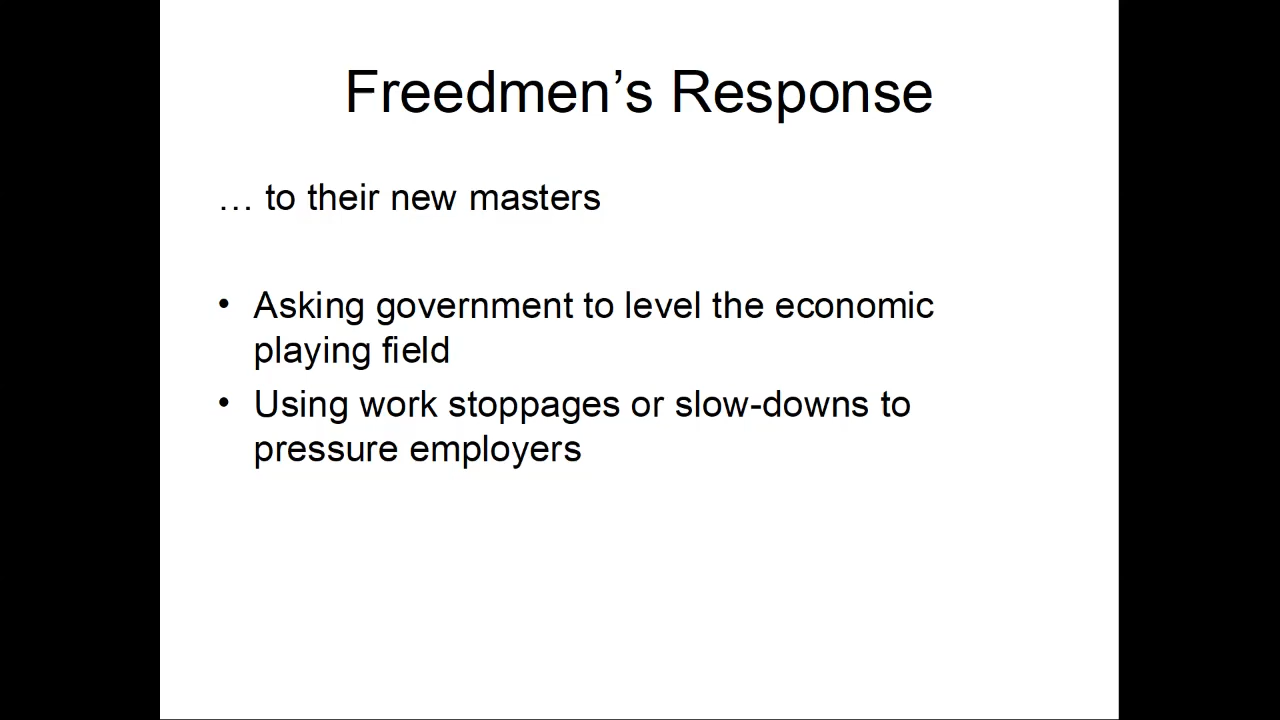 Freedmen’s Response
… to their new masters
• Asking government to level the economic
playing field
• Using work stoppages or slow-downs to
pressure employers